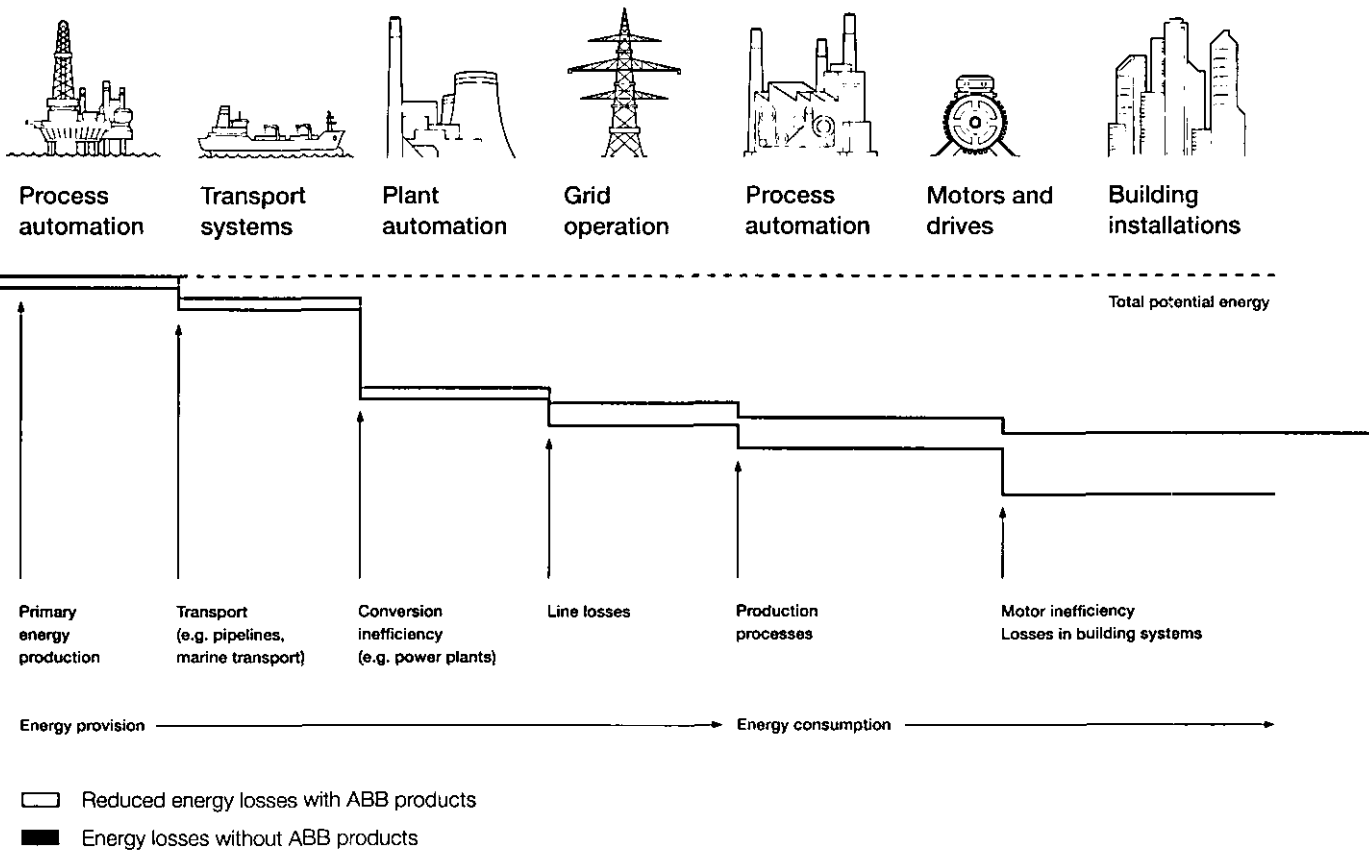 Process
automation
Transport
systems
Plant
automation
Grid
operation
Process
automation
Motors and
drives
Building
installations
Total potential energy
Primary
energy
production
Transport
(e.g. pipelines,
marine transport)
Conversion
inefficiency
(e.g. power plants)
Line losses
Production
processes
Motor inefficiency
Losses in building systems
Energy provision
Energy consumption
Reduced energy losses with ABB products
Energy losses without ABB products